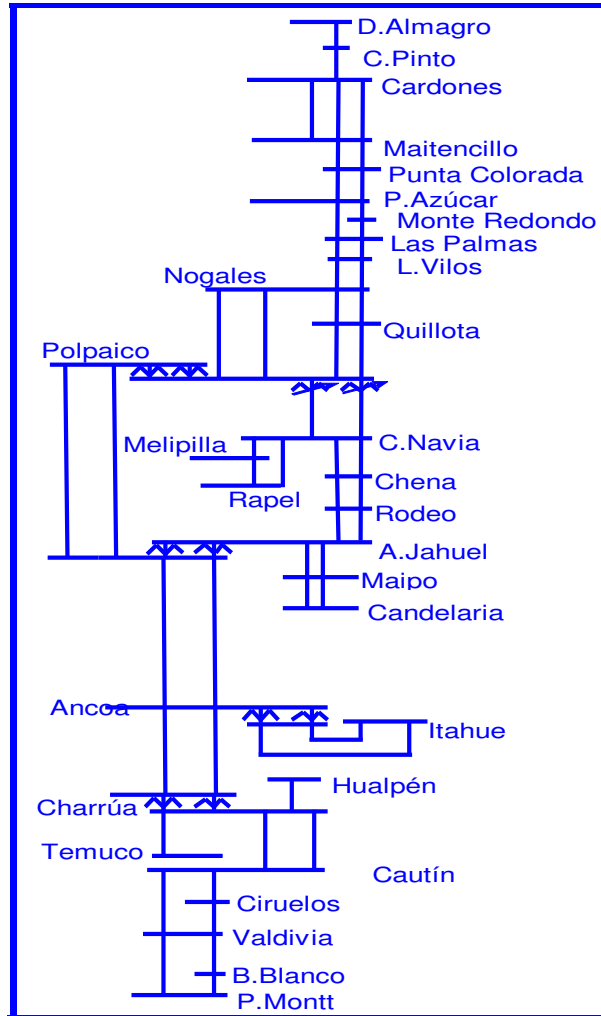 D.Almagro
C.Pinto
Cardones
Maitencillo
Punta Colorada
P.Azúcar
Monte Redondo
Las Palmas
L.Vilos
Nogales
Quillota
Polpaico
C.Navia
Melipilla
Chena
Rapel
Rodeo
A.Jahuel
Maipo
Candelaria
Ancoa
Itahue
Hualpén
Charrúa
Temuco
Cautín
Ciruelos
Valdivia
B.Blanco
P.Montt